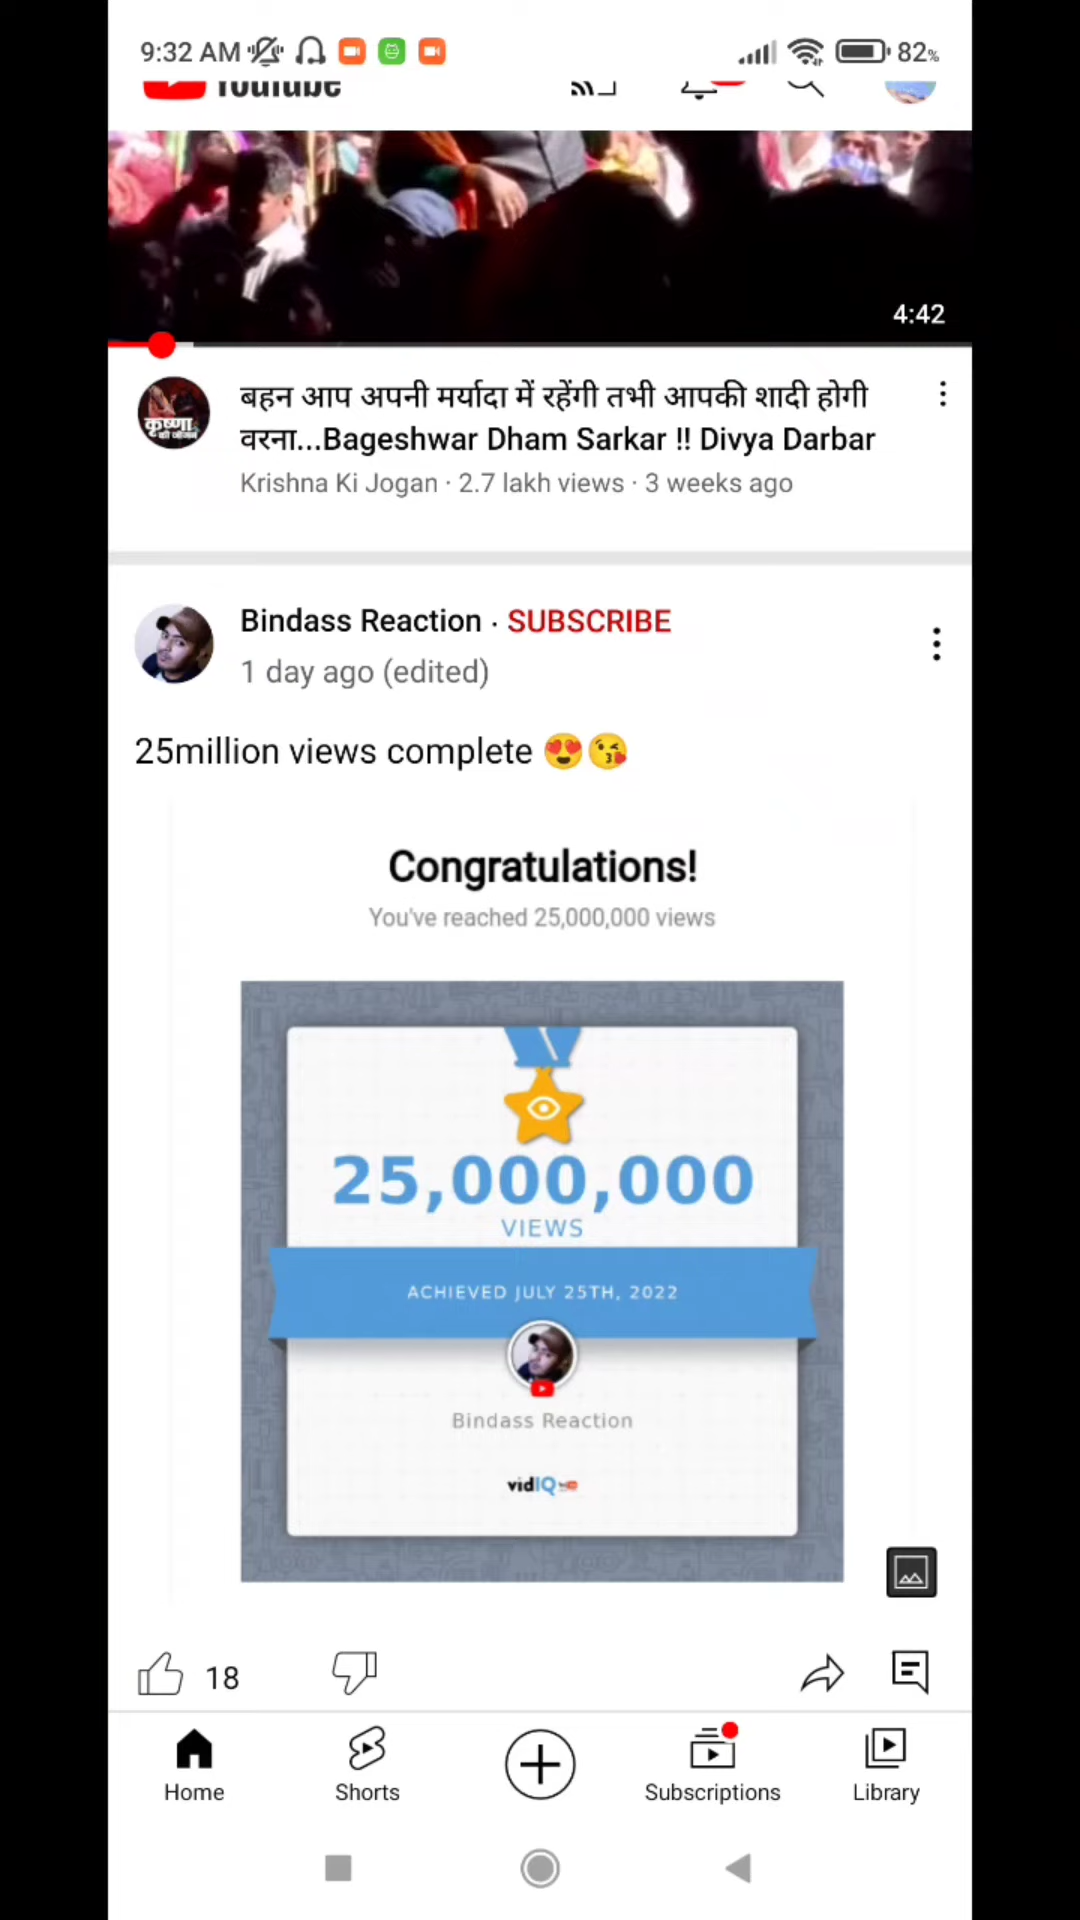 9:32 AM 82%
YouTube
4:42
बहन आप अपनी मर्यादा में रहेंगी तभी आपकी शादी होगी
वरना...Bageshwar Dham Sarkar !! Divya Darbar
Krishna Ki Jogan · 2.7 lakh views · 3 weeks ago
Bindass Reaction · SUBSCRIBE
1 day ago (edited)
25million views complete 😍😘
Congratulations!
You've reached 25,000,000 views
25,000,000
VIEWS
ACHIEVED JULY 25TH, 2022
Bindass Reaction
vidIQ
18
Home Shorts Subscriptions Library